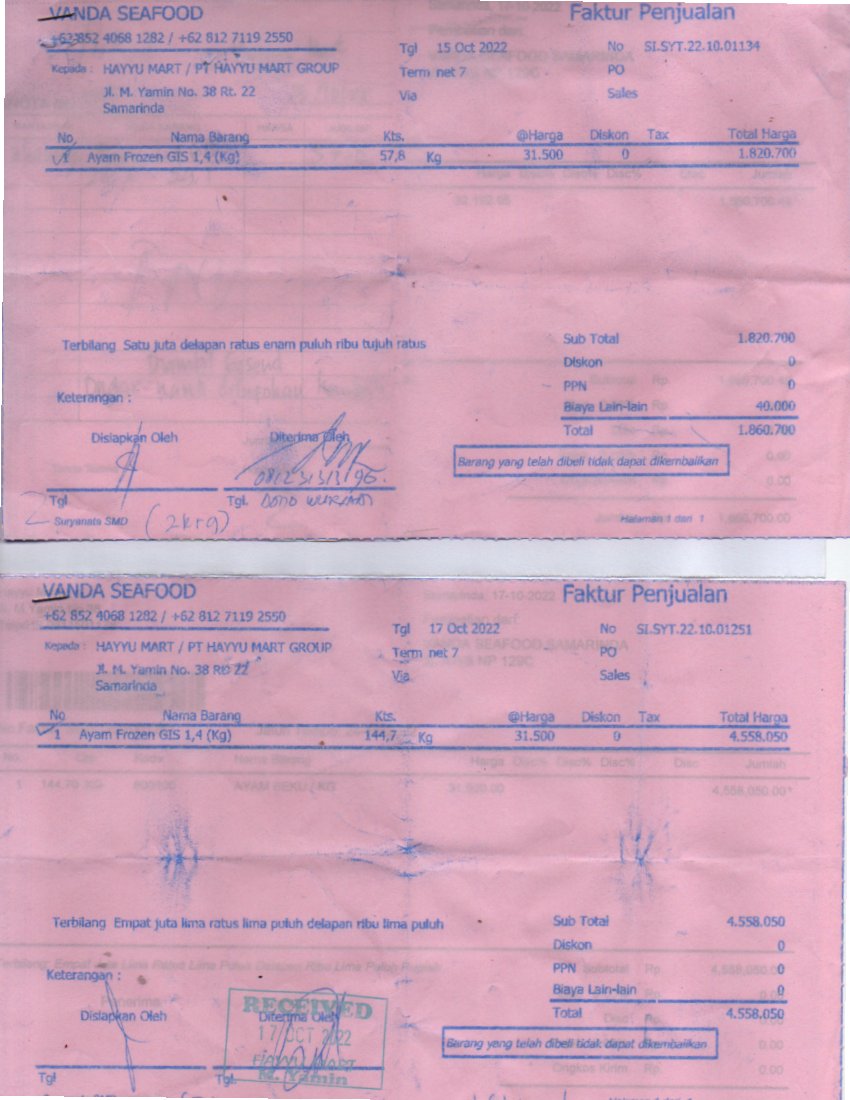 VANDA SEAFOOD
Faktur Penjualan
+62 852 4068 1282 / +62 812 7119 2550
Tgl 15 Oct 2022 No SI.SYT.22.10.01134
Kepada : HAYYU MART / PT HAYYU MART GROUP
Term net 7 PO
Jl. M. Yamin No. 38 Rt. 22
Via Sales
Samarinda
No Nama Barang Kts. @Harga Diskon Tax Total Harga
1 Ayam Frozen GIS 1,4 (Kg) 57,8 Kg 31.500 0 1.820.700
Terbilang Satu juta delapan ratus enam puluh ribu tujuh ratus
Sub Total 1.820.700
Diskon 0
PPN 0
Keterangan :
Biaya Lain-lain 40.000
Total 1.860.700
Disiapkan Oleh Diterima Oleh
Barang yang telah dibeli tidak dapat dikembalikan
Tgl Tgl.
Suryanata SMD (2krg)
Halaman 1 dari 1
VANDA SEAFOOD
Faktur Penjualan
+62 852 4068 1282 / +62 812 7119 2550
Tgl 17 Oct 2022 No SI.SYT.22.10.01251
Kepada : HAYYU MART / PT HAYYU MART GROUP
Term net 7 PO
Jl. M. Yamin No. 38 Rt. 22
Via Sales
Samarinda
No Nama Barang Kts. @Harga Diskon Tax Total Harga
1 Ayam Frozen GIS 1,4 (Kg) 144,7 Kg 31.500 0 4.558.050
Terbilang Empat juta lima ratus lima puluh delapan ribu lima puluh
Sub Total 4.558.050
Diskon 0
PPN 0
Keterangan :
Biaya Lain-lain 0
Total 4.558.050
Disiapkan Oleh Diterima Oleh
RECEIVED
17 OCT 2022
HAYYU MART
M. Yamin
Barang yang telah dibeli tidak dapat dikembalikan
Tgl Tgl.